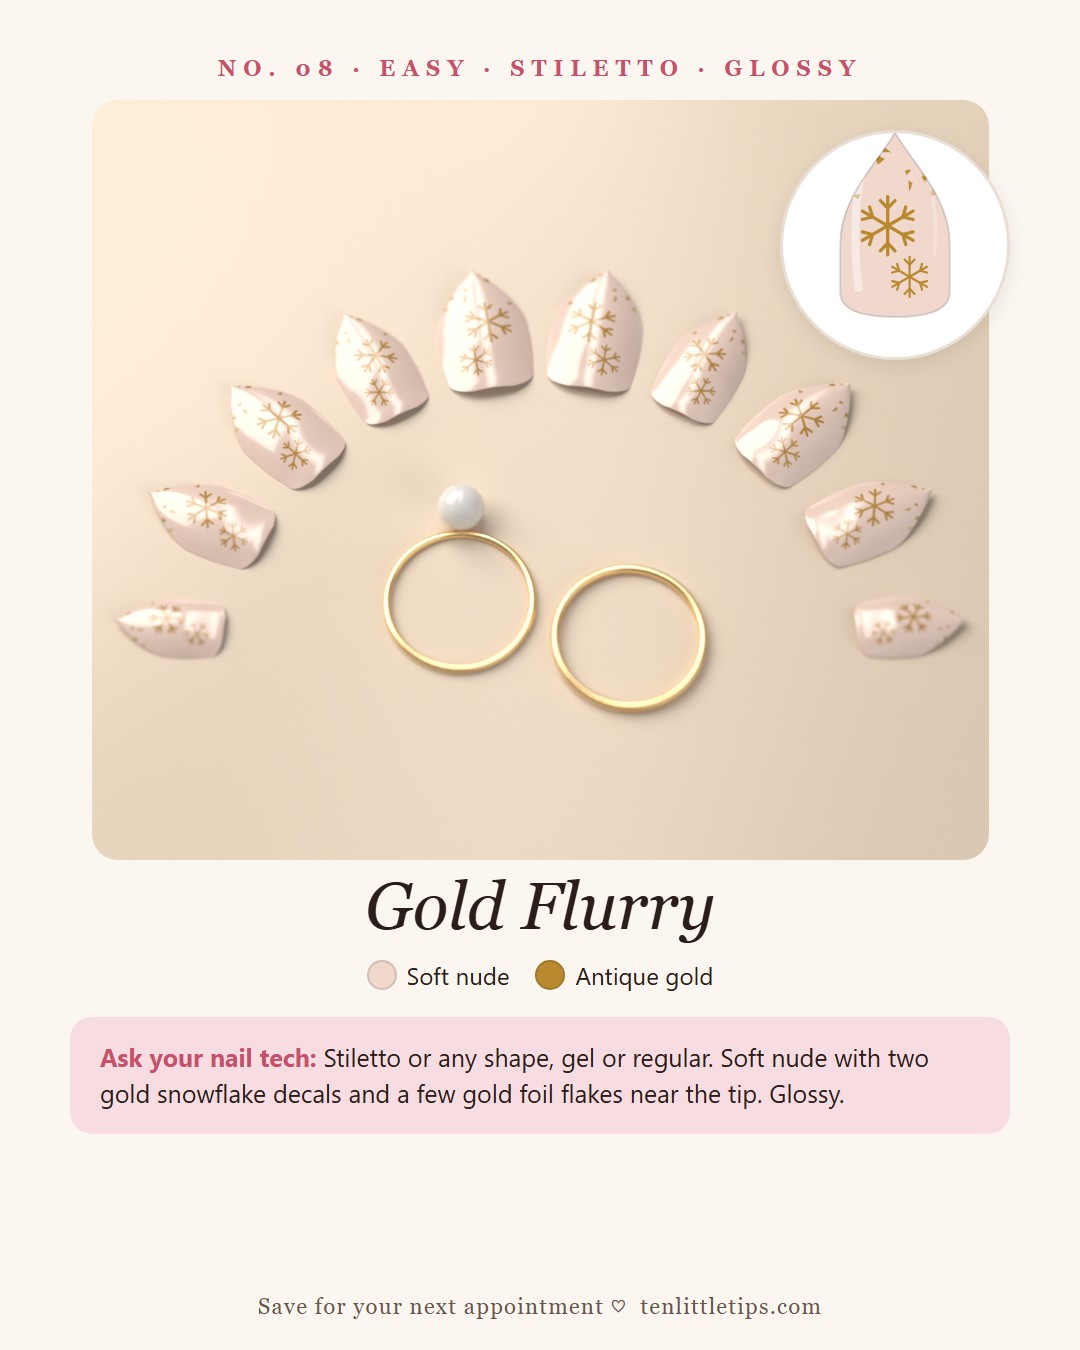 NO. 08 · EASY · STILETTO · GLOSSY
Gold Flurry
Soft nude Antique gold
Ask your nail tech: Stiletto or any shape, gel or regular. Soft nude with two
gold snowflake decals and a few gold foil flakes near the tip. Glossy.
Save for your next appointment ♡ tenlittletips.com